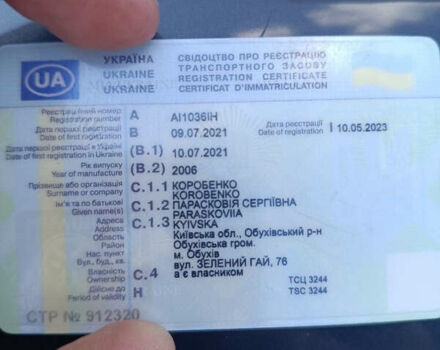 УКРАЇНА СВІДОЦТВО ПРО РЕЄСТРАЦІЮ
UKRAINE ТРАНСПОРТНОГО ЗАСОБУ
UKRAINE REGISTRATION CERTIFICATE
CERTIFICAT D'IMMATRICULATION
UA
Реєстраційний номер A AI1036IH
Registration number
Дата першої реєстрації B 09.07.2021 Дата реєстрації I 10.05.2023
Date of first registration Date of registration
Дата першої реєстрації в Україні (B.1) 10.07.2021
Date of first registration in Ukraine
Рік випуску (B.2) 2006
Year of manufacture
Прізвище або організація C.1.1 КОРОБЕНКО
Surname or company KOROBENKO
Ім'я та по батькові C.1.2 ПАРАСКОВІЯ СЕРГІЇВНА
Given name(s) PARASKOVIIA
Адреса C.1.3 KYIVSKA
Address
Область Київська обл., Обухівський р-н
Район Обухівська гром.
Нас. пункт м. Обухів
Вул., буд., кв. вул. ЗЕЛЕНИЙ ГАЙ, 76
Власність C.4 а є власником
Ownership
Дійсне до H ТСЦ 3244
Period of validity TSC 3244
СТР № 912320